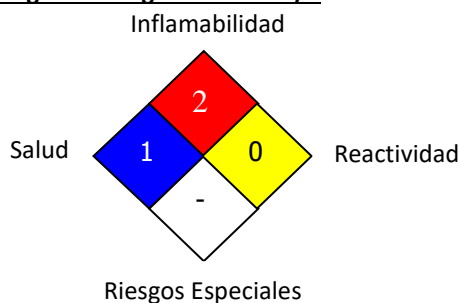 Inflamabilidad
2
Salud 1 0 Reactividad
-
Riesgos Especiales